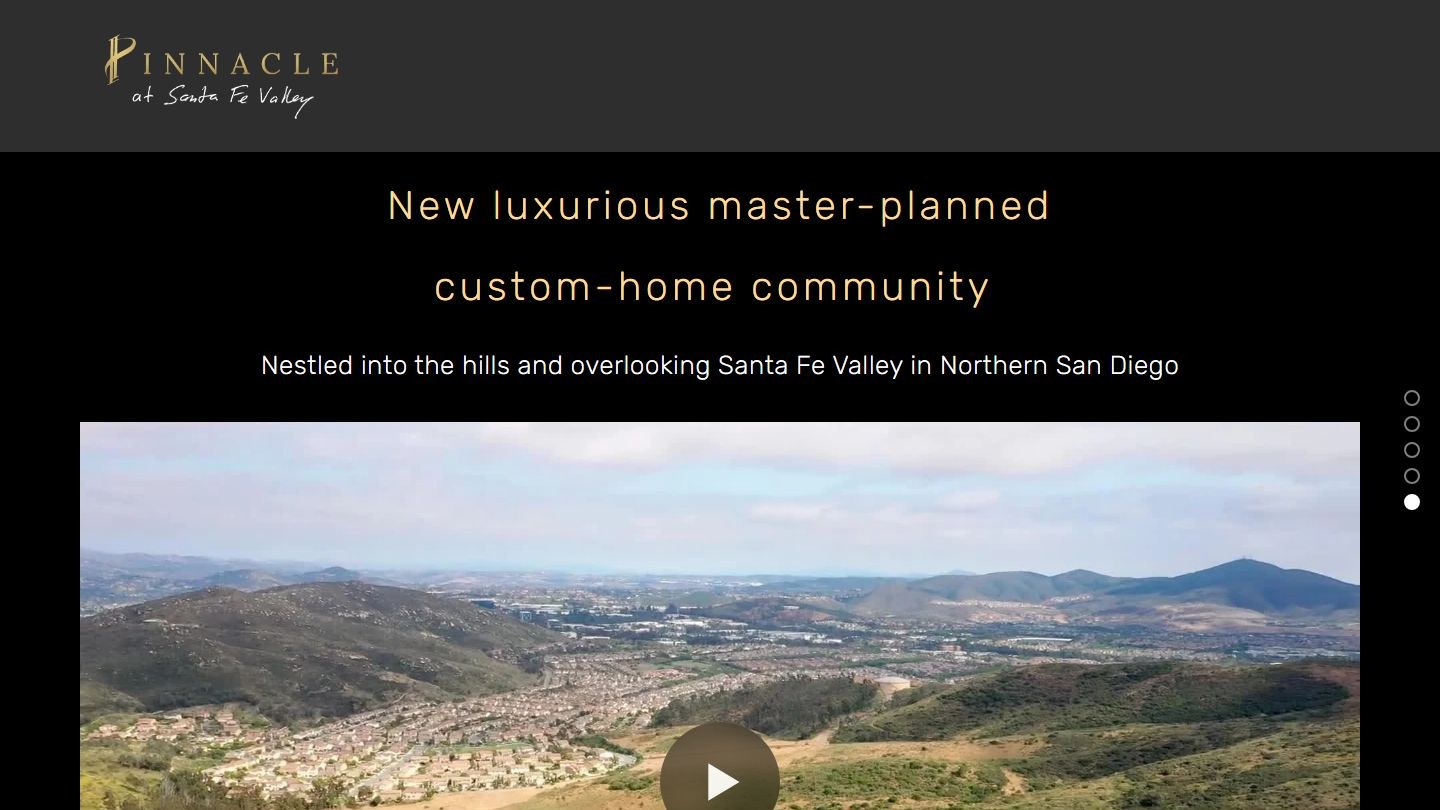 PINNACLE
at Santa Fe Valley
New luxurious master-planned
custom-home community
Nestled into the hills and overlooking Santa Fe Valley in Northern San Diego